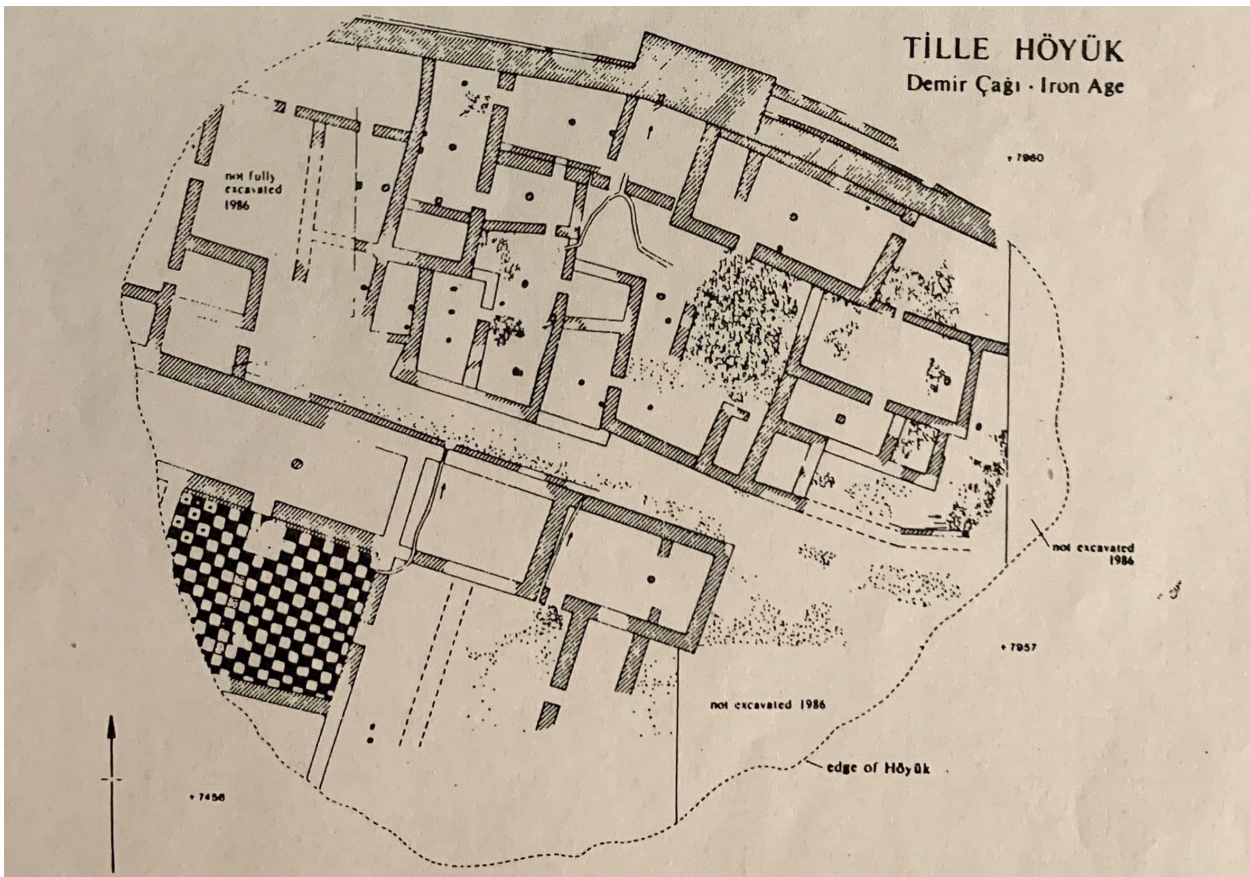 TİLLE HÖYÜK
Demir Çağı · Iron Age
+ 7960
not fully
excavated
1986
not excavated
1986
+ 7957
not excavated 1986
edge of Höyük
+ 7456